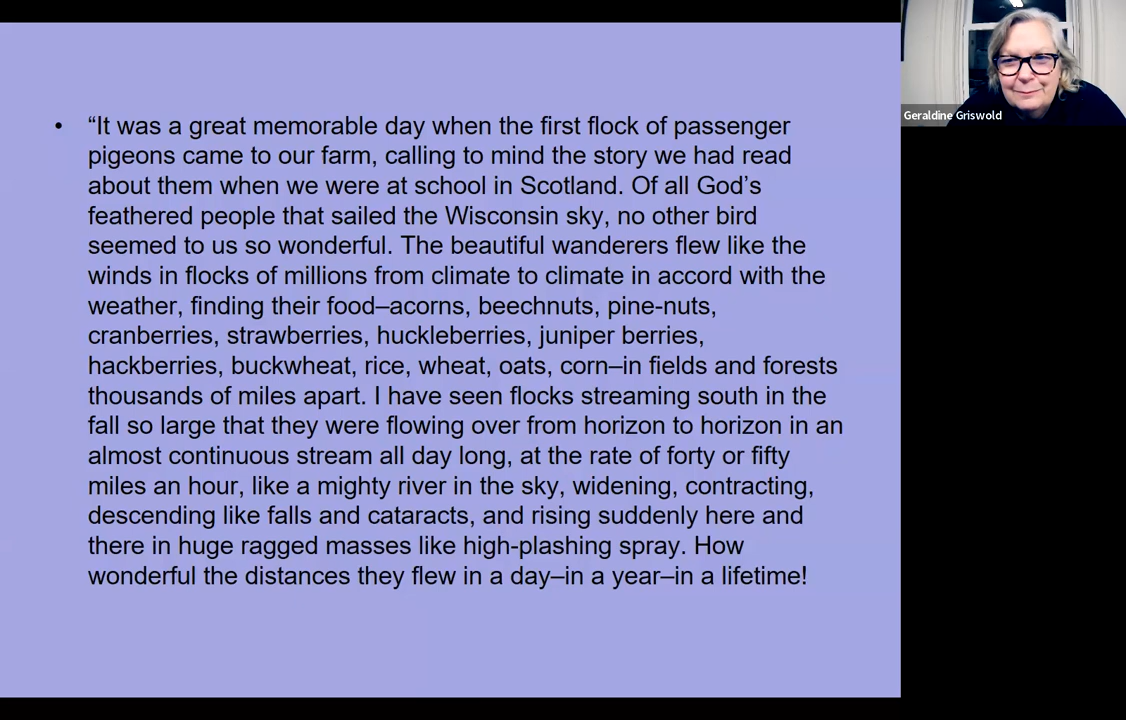 • “It was a great memorable day when the first flock of passenger
pigeons came to our farm, calling to mind the story we had read
about them when we were at school in Scotland. Of all God’s
feathered people that sailed the Wisconsin sky, no other bird
seemed to us so wonderful. The beautiful wanderers flew like the
winds in flocks of millions from climate to climate in accord with the
weather, finding their food–acorns, beechnuts, pine-nuts,
cranberries, strawberries, huckleberries, juniper berries,
hackberries, buckwheat, rice, wheat, oats, corn–in fields and forests
thousands of miles apart. I have seen flocks streaming south in the
fall so large that they were flowing over from horizon to horizon in an
almost continuous stream all day long, at the rate of forty or fifty
miles an hour, like a mighty river in the sky, widening, contracting,
descending like falls and cataracts, and rising suddenly here and
there in huge ragged masses like high-plashing spray. How
wonderful the distances they flew in a day–in a year–in a lifetime!
Geraldine Griswold